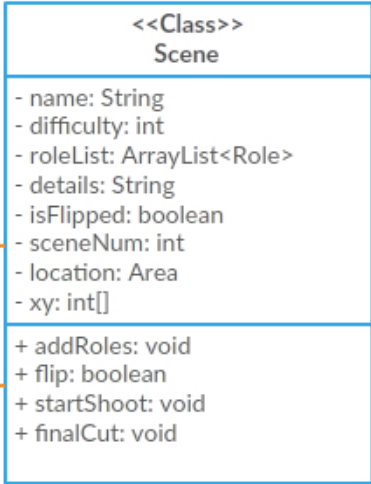 <<Class>>
Scene
- name: String
- difficulty: int
- roleList: ArrayList<Role>
- details: String
- isFlipped: boolean
- sceneNum: int
- location: Area
- xy: int[]
+ addRoles: void
+ flip: boolean
+ startShoot: void
+ finalCut: void